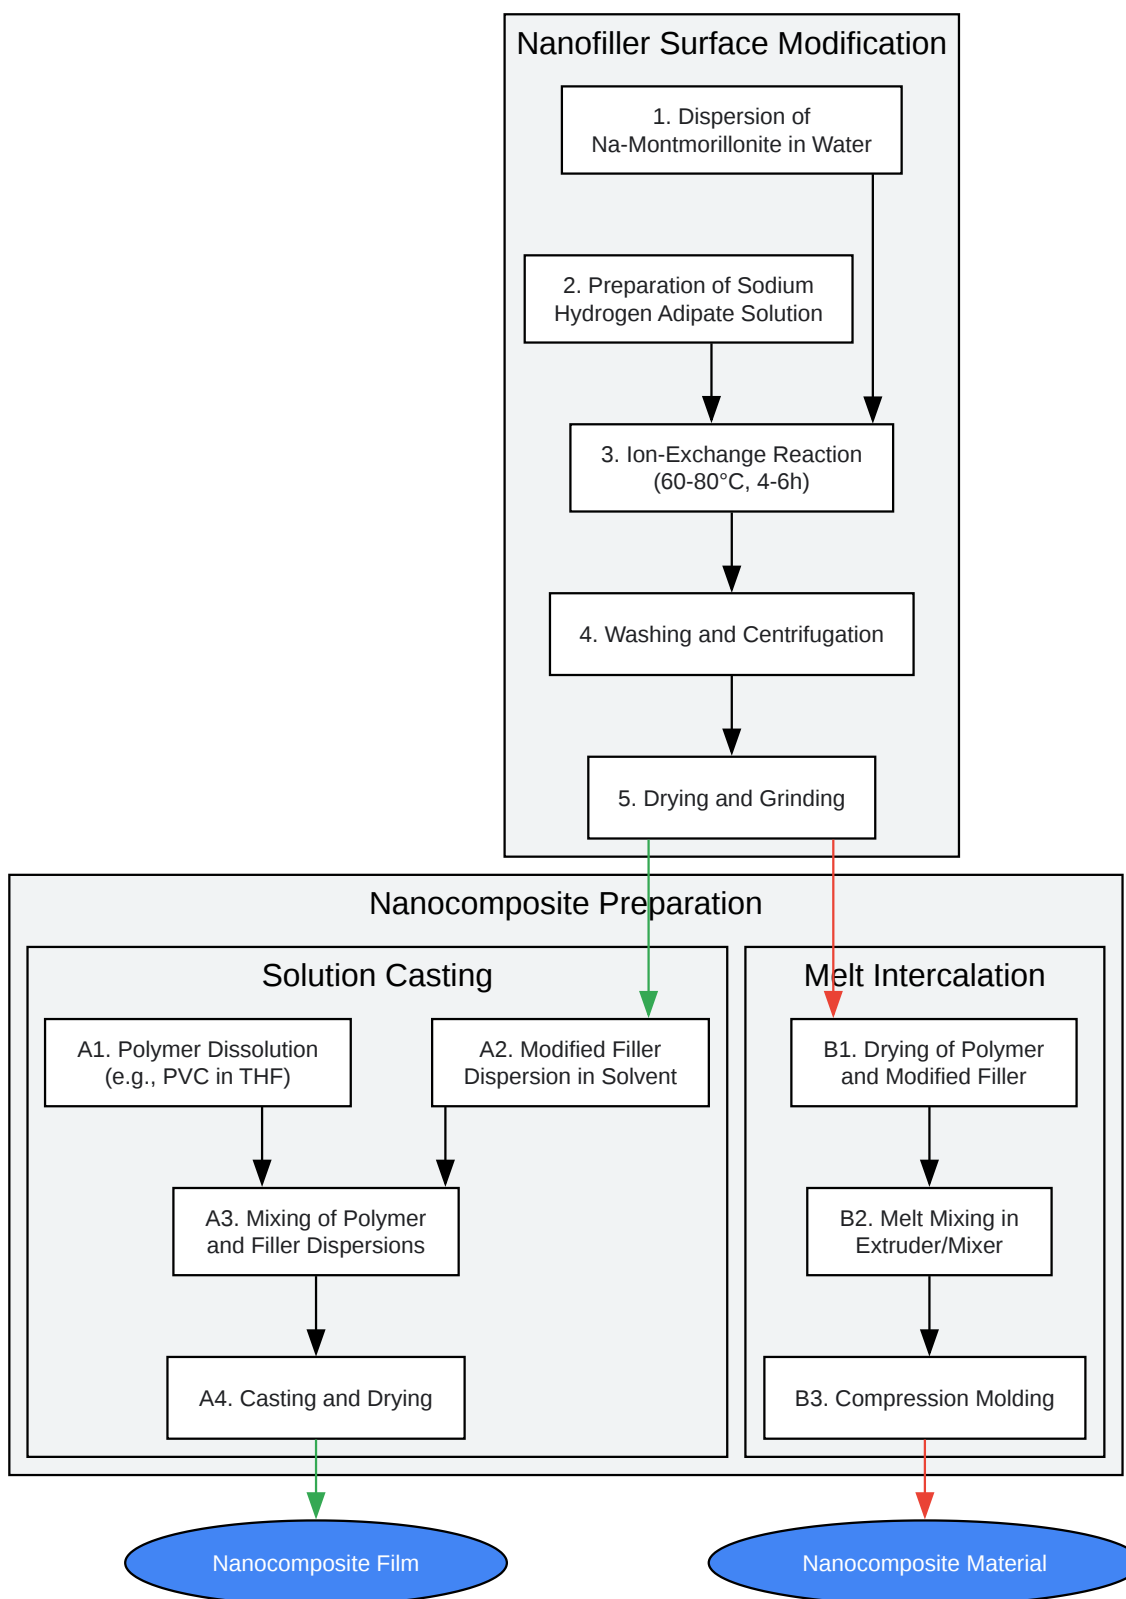 Nanofiller Surface Modification
1. Dispersion of
Na-Montmorillonite in Water
2. Preparation of Sodium
Hydrogen Adipate Solution
3. Ion-Exchange Reaction
(60-80°C, 4-6h)
4. Washing and Centrifugation
5. Drying and Grinding
Nanocomposite Preparation
Solution Casting
A1. Polymer Dissolution
(e.g., PVC in THF)
A2. Modified Filler
Dispersion in Solvent
A3. Mixing of Polymer
and Filler Dispersions
A4. Casting and Drying
Melt Intercalation
B1. Drying of Polymer
and Modified Filler
B2. Melt Mixing in
Extruder/Mixer
B3. Compression Molding
Nanocomposite Film
Nanocomposite Material